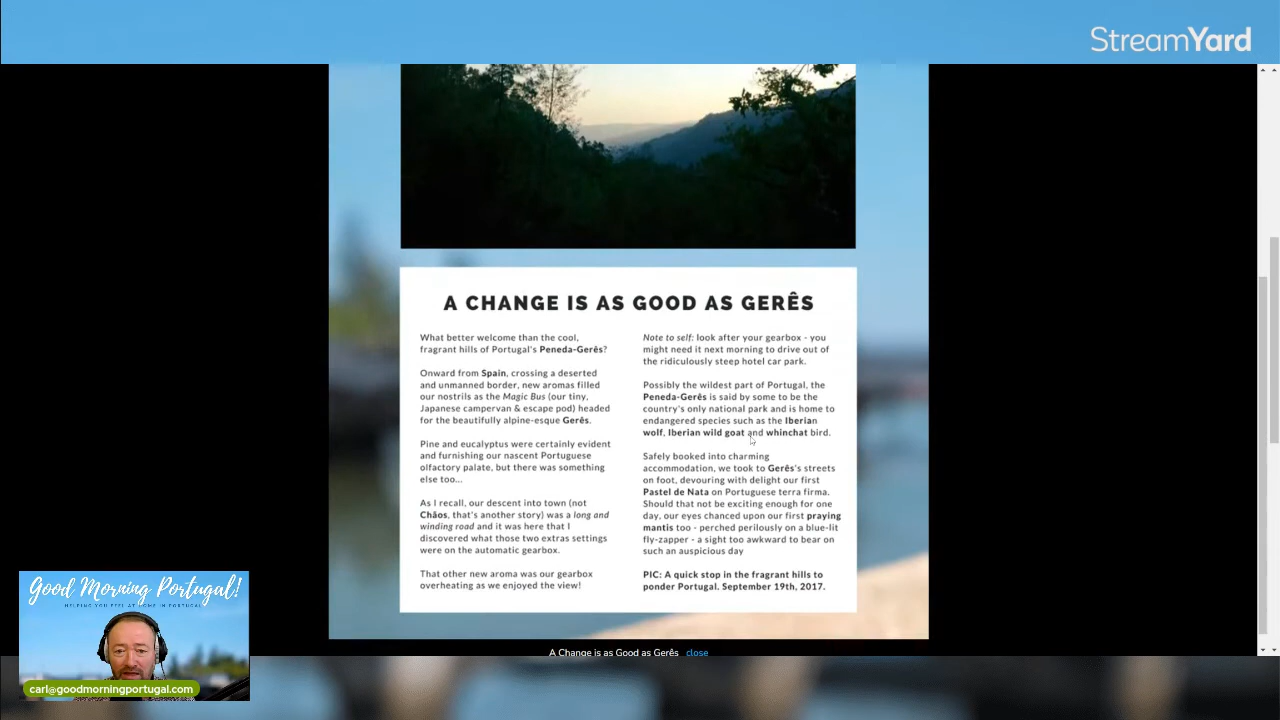 StreamYard
A CHANGE IS AS GOOD AS GERÊS
What better welcome than the cool,
fragrant hills of Portugal's Peneda-Gerês?
Onward from Spain, crossing a deserted
and unmanned border, new aromas filled
our nostrils as the Magic Bus (our tiny,
Japanese campervan & escape pod) headed
for the beautifully alpine-esque Gerês.
Pine and eucalyptus were certainly evident
and furnishing our nascent Portuguese
olfactory palate, but there was something
else too...
As I recall, our descent into town (not
Chãos, that's another story) was a long and
winding road and it was here that I
discovered what those two extras settings
were on the automatic gearbox.
That other new aroma was our gearbox
overheating as we enjoyed the view!
Note to self: look after your gearbox - you
might need it next morning to drive out of
the ridiculously steep hotel car park.
Possibly the wildest part of Portugal, the
Peneda-Gerês is said by some to be the
country's only national park and is home to
endangered species such as the Iberian
wolf, Iberian wild goat and whinchat bird.
Safely booked into charming
accommodation, we took to Gerês's streets
on foot, devouring with delight our first
Pastel de Nata on Portuguese terra firma.
Should that not be exciting enough for one
day, our eyes chanced upon our first praying
mantis too - perched perilously on a blue-lit
fly-zapper - a sight too awkward to bear on
such an auspicious day
PIC: A quick stop in the fragrant hills to
ponder Portugal. September 19th, 2017.
A Change is as Good as Gerês close
Good Morning Portugal!
HELPING YOU FEEL AT HOME IN PORTUGAL
carl@goodmorningportugal.com